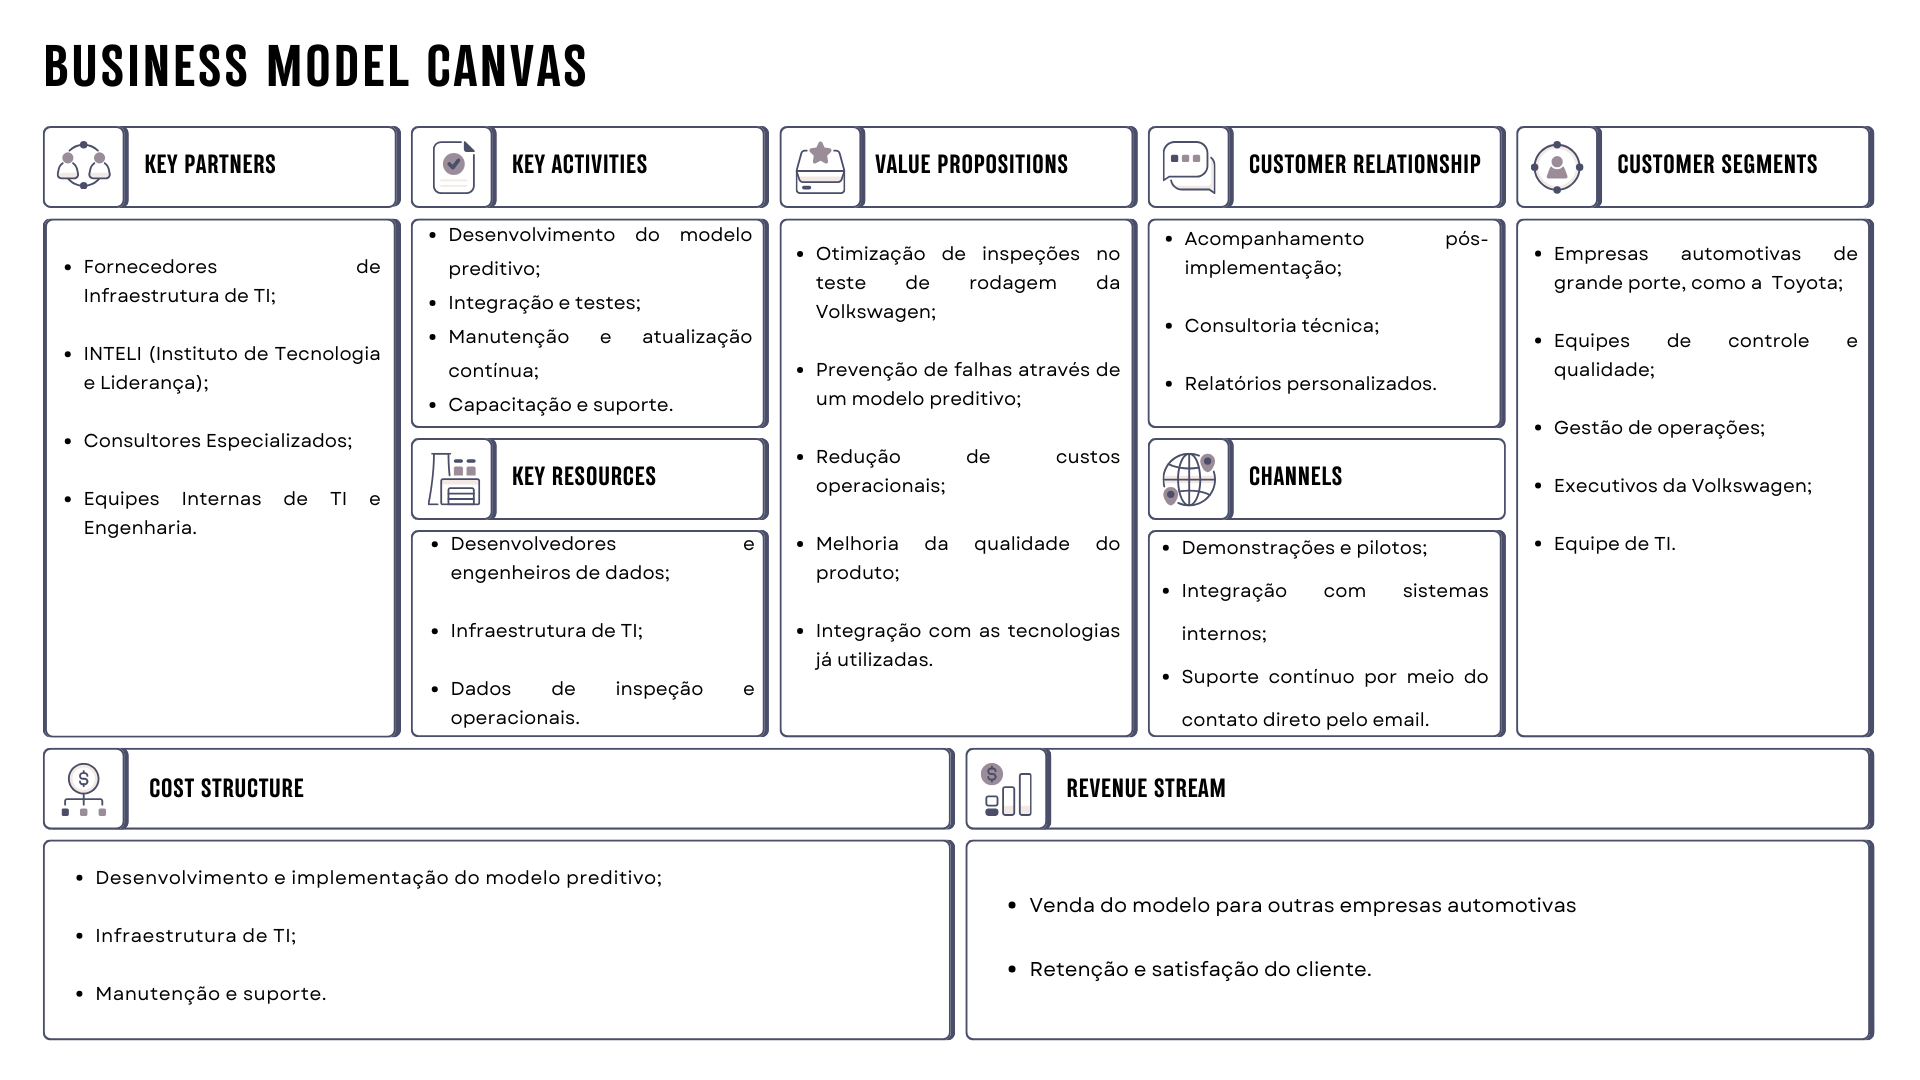 BUSINESS MODEL CANVAS
KEY PARTNERS
Fornecedores de
Infraestrutura de TI;
INTELI (Instituto de Tecnologia
e Liderança);
Consultores Especializados;
Equipes Internas de TI e
Engenharia.
KEY ACTIVITIES
Desenvolvimento do modelo
preditivo;
Integração e testes;
Manutenção e atualização
contínua;
Capacitação e suporte.
KEY RESOURCES
Desenvolvedores e
engenheiros de dados;
Infraestrutura de TI;
Dados de inspeção e
operacionais.
VALUE PROPOSITIONS
Otimização de inspeções no
teste de rodagem da
Volkswagen;
Prevenção de falhas através de
um modelo preditivo;
Redução de custos
operacionais;
Melhoria da qualidade do
produto;
Integração com as tecnologias
já utilizadas.
CUSTOMER RELATIONSHIP
Acompanhamento pós-
implementação;
Consultoria técnica;
Relatórios personalizados.
CHANNELS
Demonstrações e pilotos;
Integração com sistemas
internos;
Suporte contínuo por meio do
contato direto pelo email.
CUSTOMER SEGMENTS
Empresas automotivas de
grande porte, como a Toyota;
Equipes de controle e
qualidade;
Gestão de operações;
Executivos da Volkswagen;
Equipe de TI.
COST STRUCTURE
Desenvolvimento e implementação do modelo preditivo;
Infraestrutura de TI;
Manutenção e suporte.
REVENUE STREAM
Venda do modelo para outras empresas automotivas
Retenção e satisfação do cliente.